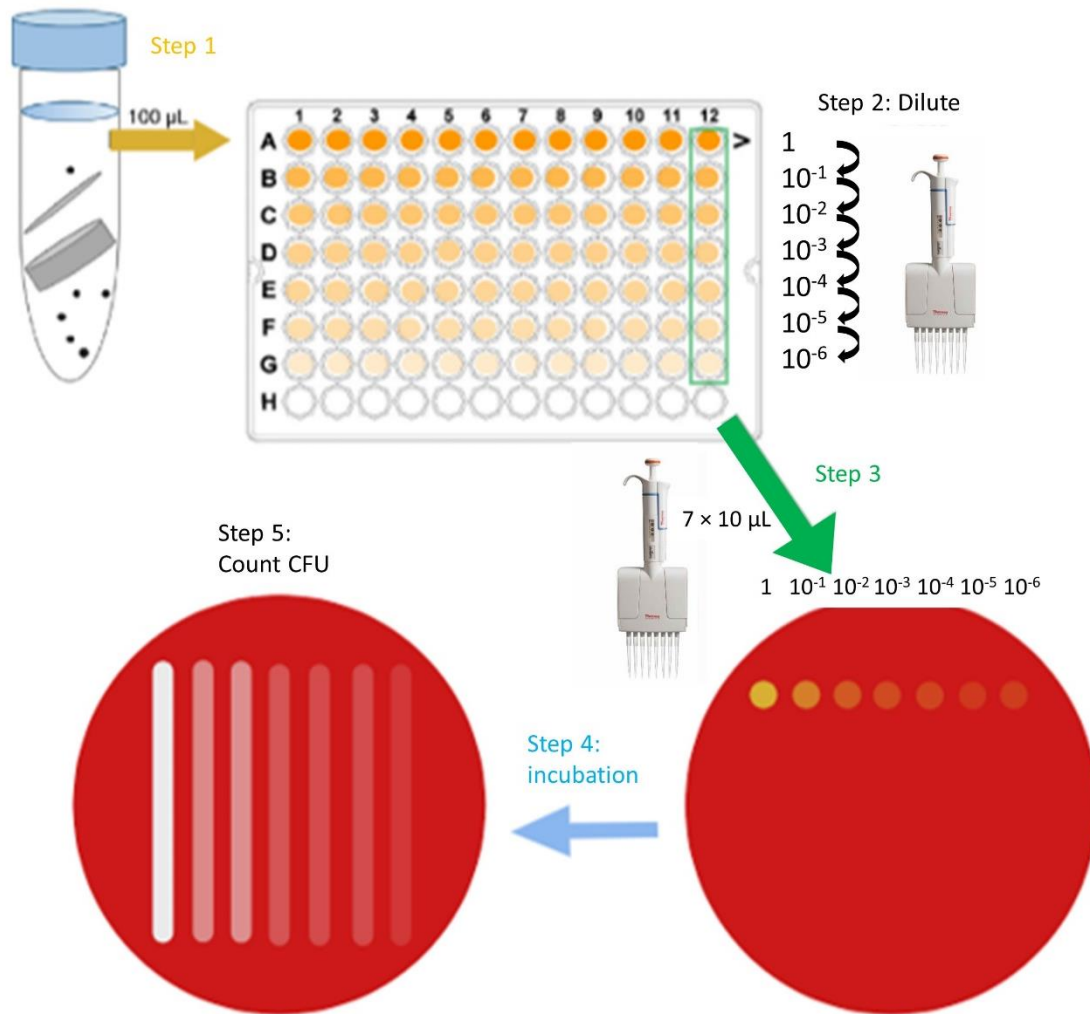 Step 1
100 µL
1 2 3 4 5 6 7 8 9 10 11 12
A
B
C
D
E
F
G
H
>
Step 2: Dilute
1
10⁻¹
10⁻²
10⁻³
10⁻⁴
10⁻⁵
10⁻⁶
Step 3
7 × 10 µL
1 10⁻¹ 10⁻² 10⁻³ 10⁻⁴ 10⁻⁵ 10⁻⁶
Step 4:
incubation
Step 5:
Count CFU